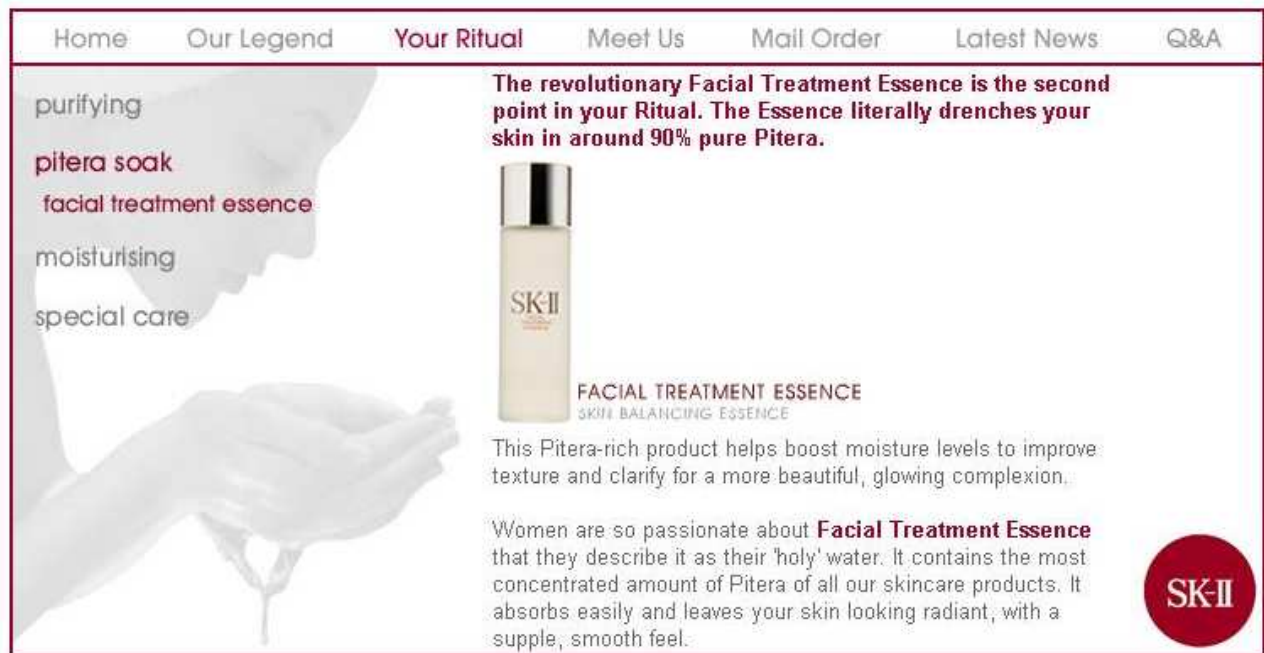 Home Our Legend Your Ritual Meet Us Mail Order Latest News Q&A
purifying
pitera soak
facial treatment essence
moisturising
special care
The revolutionary Facial Treatment Essence is the second
point in your Ritual. The Essence literally drenches your
skin in around 90% pure Pitera.
SK-II
FACIAL TREATMENT ESSENCE
SKIN BALANCING ESSENCE
This Pitera-rich product helps boost moisture levels to improve
texture and clarify for a more beautiful, glowing complexion.
Women are so passionate about Facial Treatment Essence
that they describe it as their 'holy' water. It contains the most
concentrated amount of Pitera of all our skincare products. It
absorbs easily and leaves your skin looking radiant, with a
supple, smooth feel.
SK-II